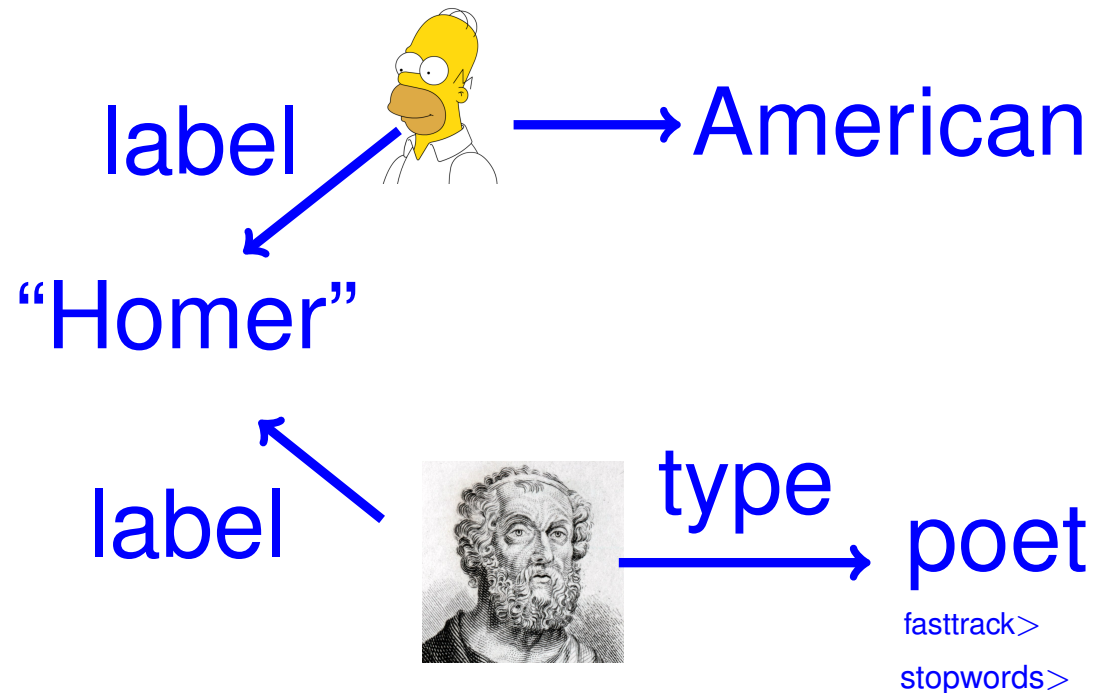 label
American
“Homer”
label
type
poet
fasttrack>
stopwords>